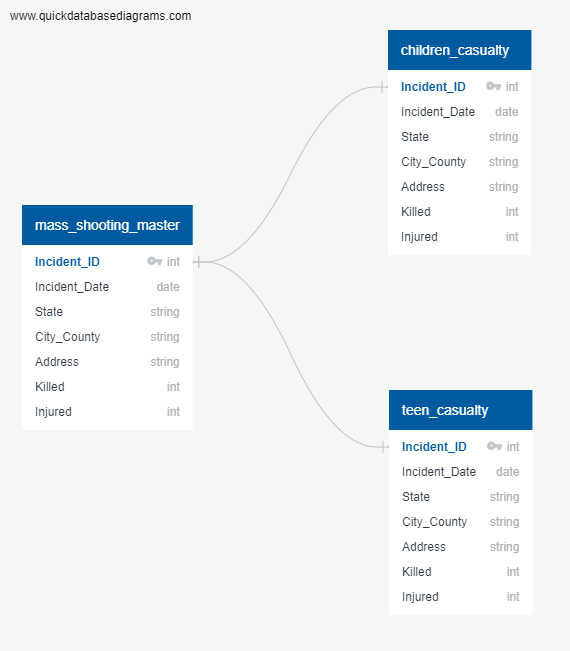 www.quickdatabasediagrams.com
children_casualty
Incident_ID int
Incident_Date date
State string
City_County string
Address string
Killed int
Injured int
mass_shooting_master
Incident_ID int
Incident_Date date
State string
City_County string
Address string
Killed int
Injured int
teen_casualty
Incident_ID int
Incident_Date date
State string
City_County string
Address string
Killed int
Injured int